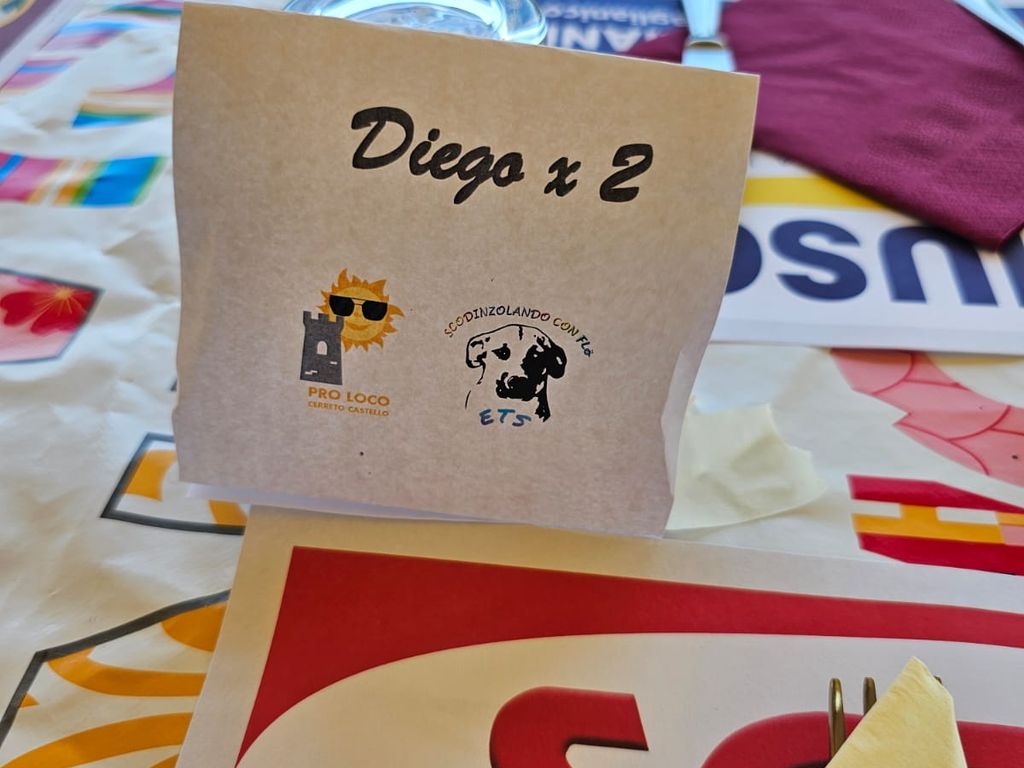 Diego x 2
SCODINZOLANDO CON FLÒ
PRO LOCO
CERRETO CASTELLO
ETS